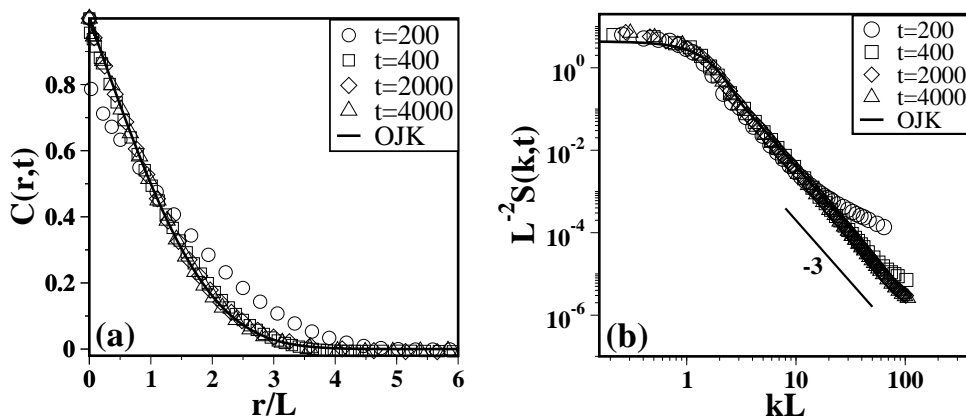 C(r,t)
0.8
0.6
0.4
0.2
0
t=200
t=400
t=2000
t=4000
OJK
(a)
0 1 2 3 4 5 6
r/L
L⁻²S(k,t)
10⁰
10⁻²
10⁻⁴
10⁻⁶
t=200
t=400
t=2000
t=4000
OJK
-3
(b)
1 10 100
kL